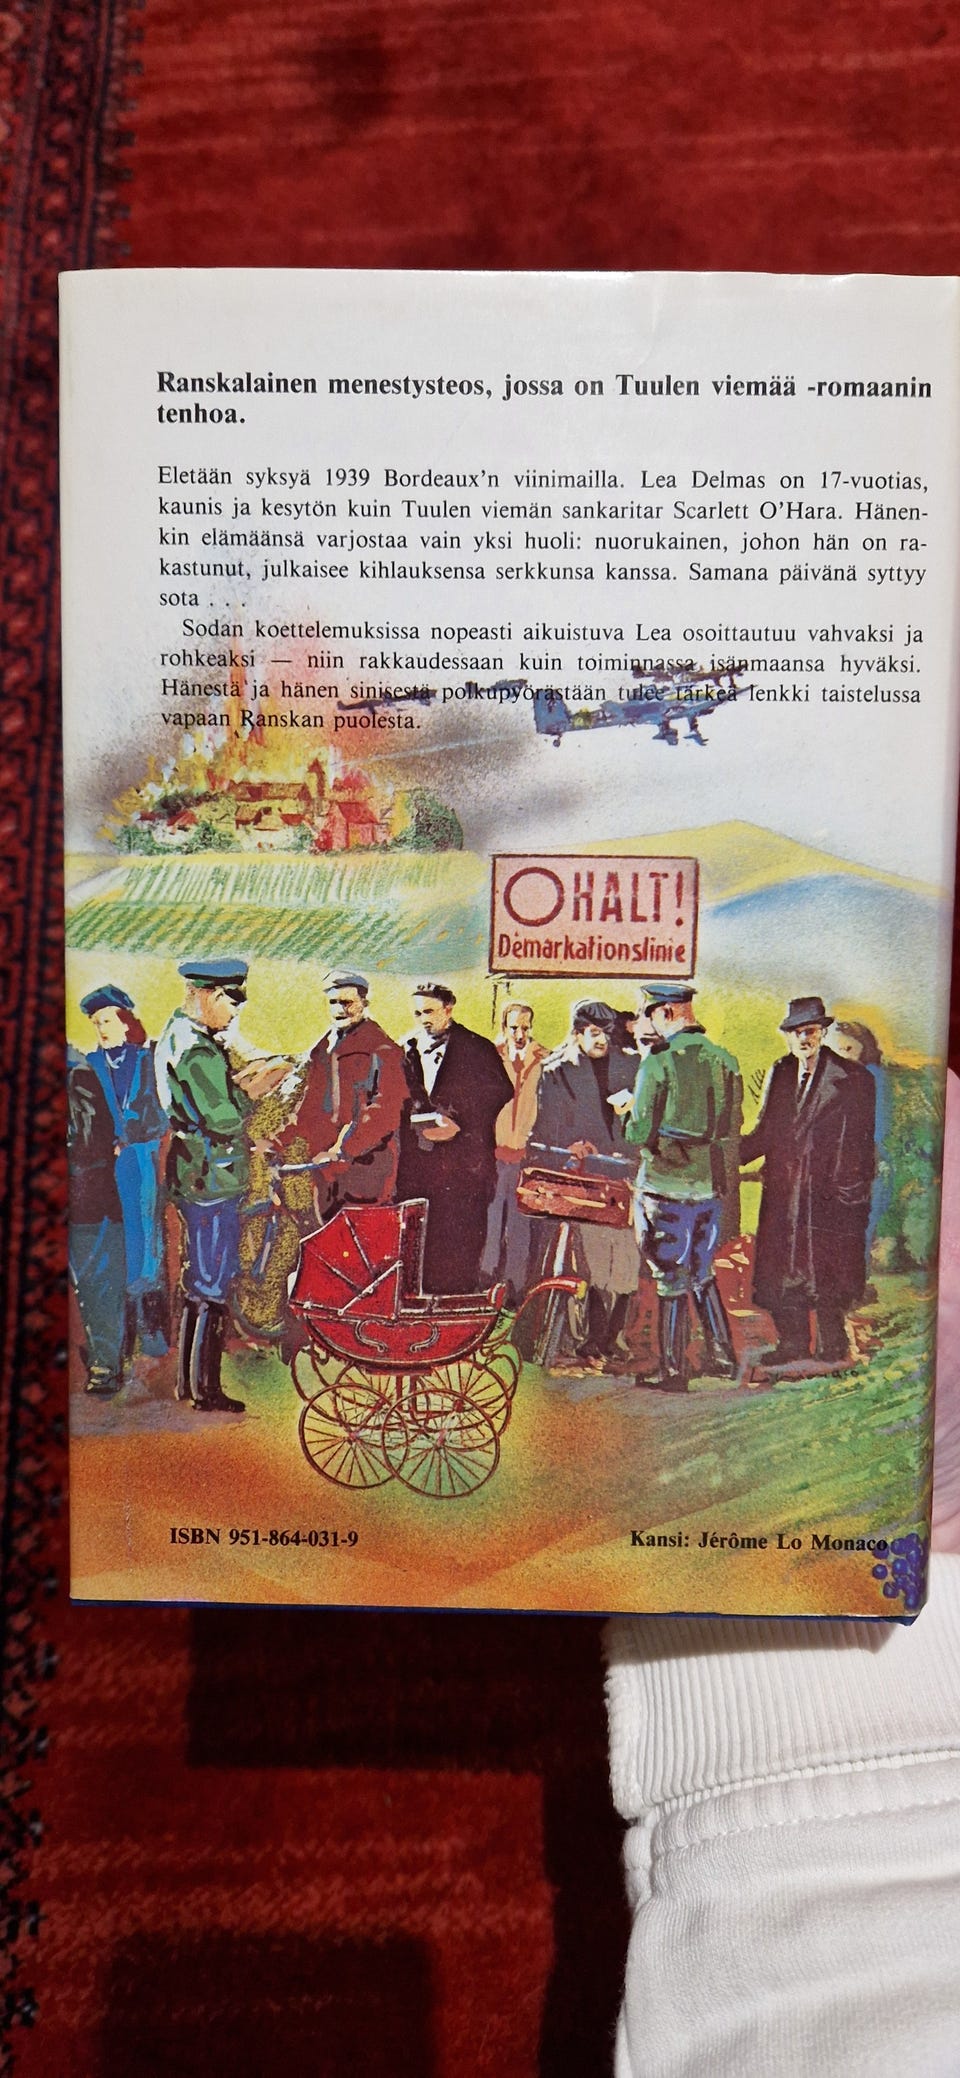 Ranskalainen menestysteos, jossa on Tuulen viemää -romaanin
tenhoa.
Eletään syksyä 1939 Bordeaux'n viinimailla. Lea Delmas on 17-vuotias,
kaunis ja kesytön kuin Tuulen viemän sankaritar Scarlett O'Hara. Hänen-
kin elämäänsä varjostaa vain yksi huoli: nuorukainen, johon hän on ra-
kastunut, julkaisee kihlauksensa serkkunsa kanssa. Samana päivänä syttyy
sota . . .
Sodan koettelemuksissa nopeasti aikuistuva Lea osoittautuu vahvaksi ja
rohkeaksi — niin rakkaudessaan kuin toiminnassa isänmaansa hyväksi.
Hänestä ja hänen sinisestä polkupyörästään tulee tärkeä lenkki taistelussa
vapaan Ranskan puolesta.
HALT!
Demarkationslinie
ISBN 951-864-031-9
Kansi: Jérôme Lo Monaco